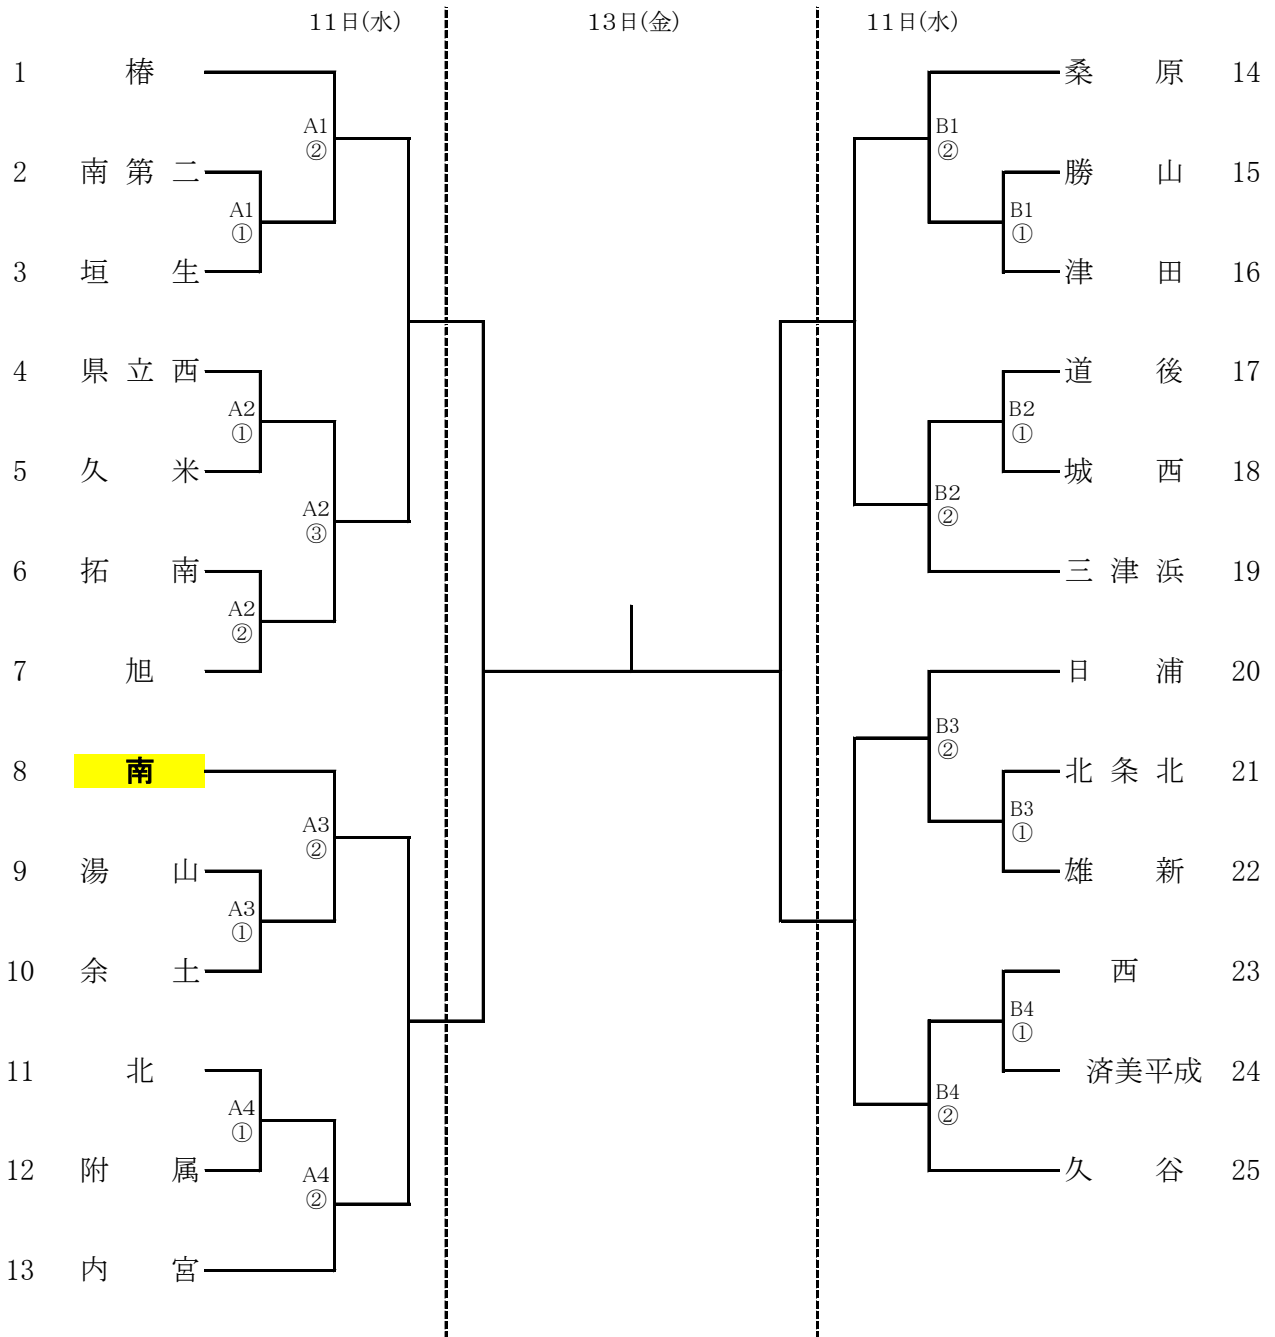 11日(水) 13日(金) 11日(水)
1 椿 桑原 14
A1 B1
② ②
2 南第二 勝山 15
A1 B1
① ①
3 垣生 津田 16
4 県立西 道後 17
A2 B2
① ①
5 久米 城西 18
A2 B2
③ ②
6 拓南 三津浜 19
A2
②
7 旭 日浦 20
B3
②
8 南 北条北 21
A3 B3
② ①
9 湯山 雄新 22
A3
①
10 余土 西 23
B4
①
11 北 済美平成 24
A4 B4
① ②
12 附属 久谷 25
A4
②
13 内宮